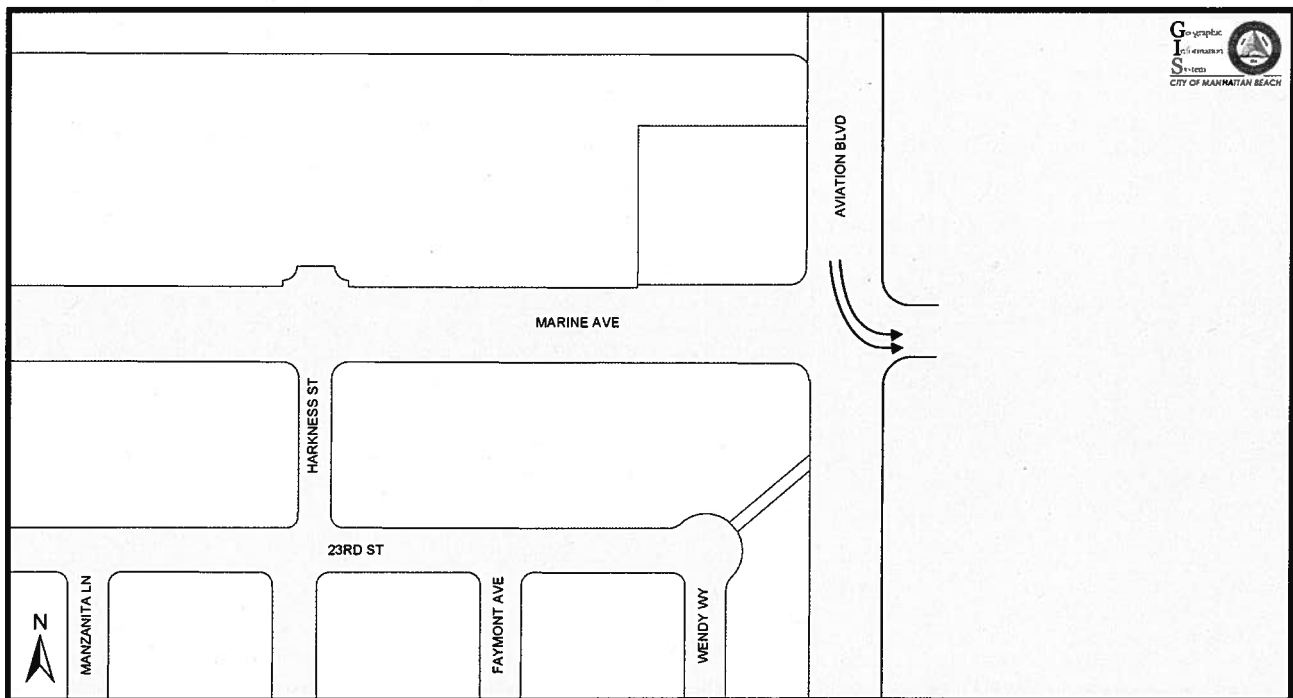 Geographic
Information
System
CITY OF MANHATTAN BEACH
AVIATION BLVD
MARINE AVE
HARKNESS ST
23RD ST
N
MANZANITA LN
FAYMONT AVE
WENDY WY